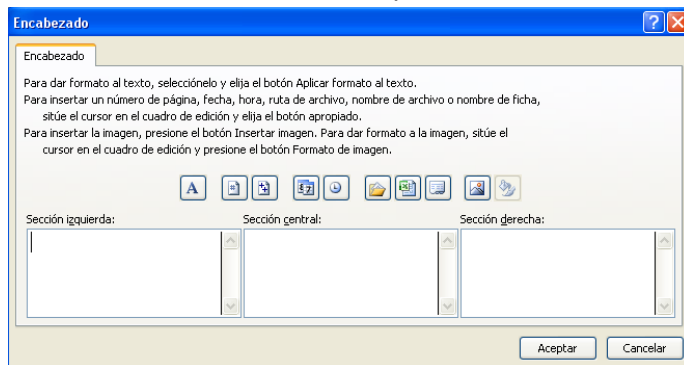 Encabezado
Encabezado
Para dar formato al texto, selecciónelo y elija el botón Aplicar formato al texto.
Para insertar un número de página, fecha, hora, ruta de archivo, nombre de archivo o nombre de ficha,
sitúe el cursor en el cuadro de edición y elija el botón apropiado.
Para insertar la imagen, presione el botón Insertar imagen. Para dar formato a la imagen, sitúe el
cursor en el cuadro de edición y presione el botón Formato de imagen.
A
Sección izquierda: Sección central: Sección derecha:
Aceptar Cancelar